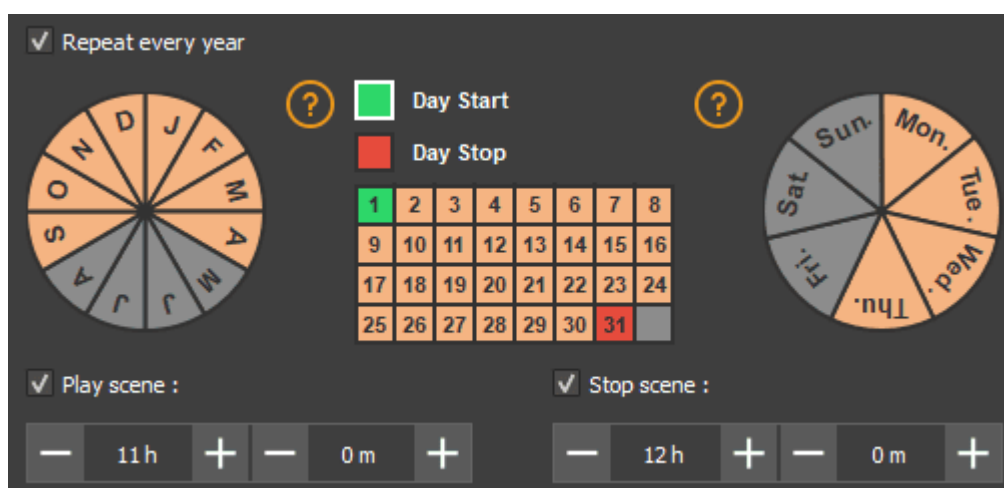 Repeat every year
J
F
M
A
M
J
J
A
S
O
N
D
?
Day Start
Day Stop
1 2 3 4 5 6 7 8
9 10 11 12 13 14 15 16
17 18 19 20 21 22 23 24
25 26 27 28 29 30 31
?
Mon.
Tue.
Wed.
Thu.
Fri.
Sat
Sun.
Play scene :
Stop scene :
11 h
0 m
12 h
0 m